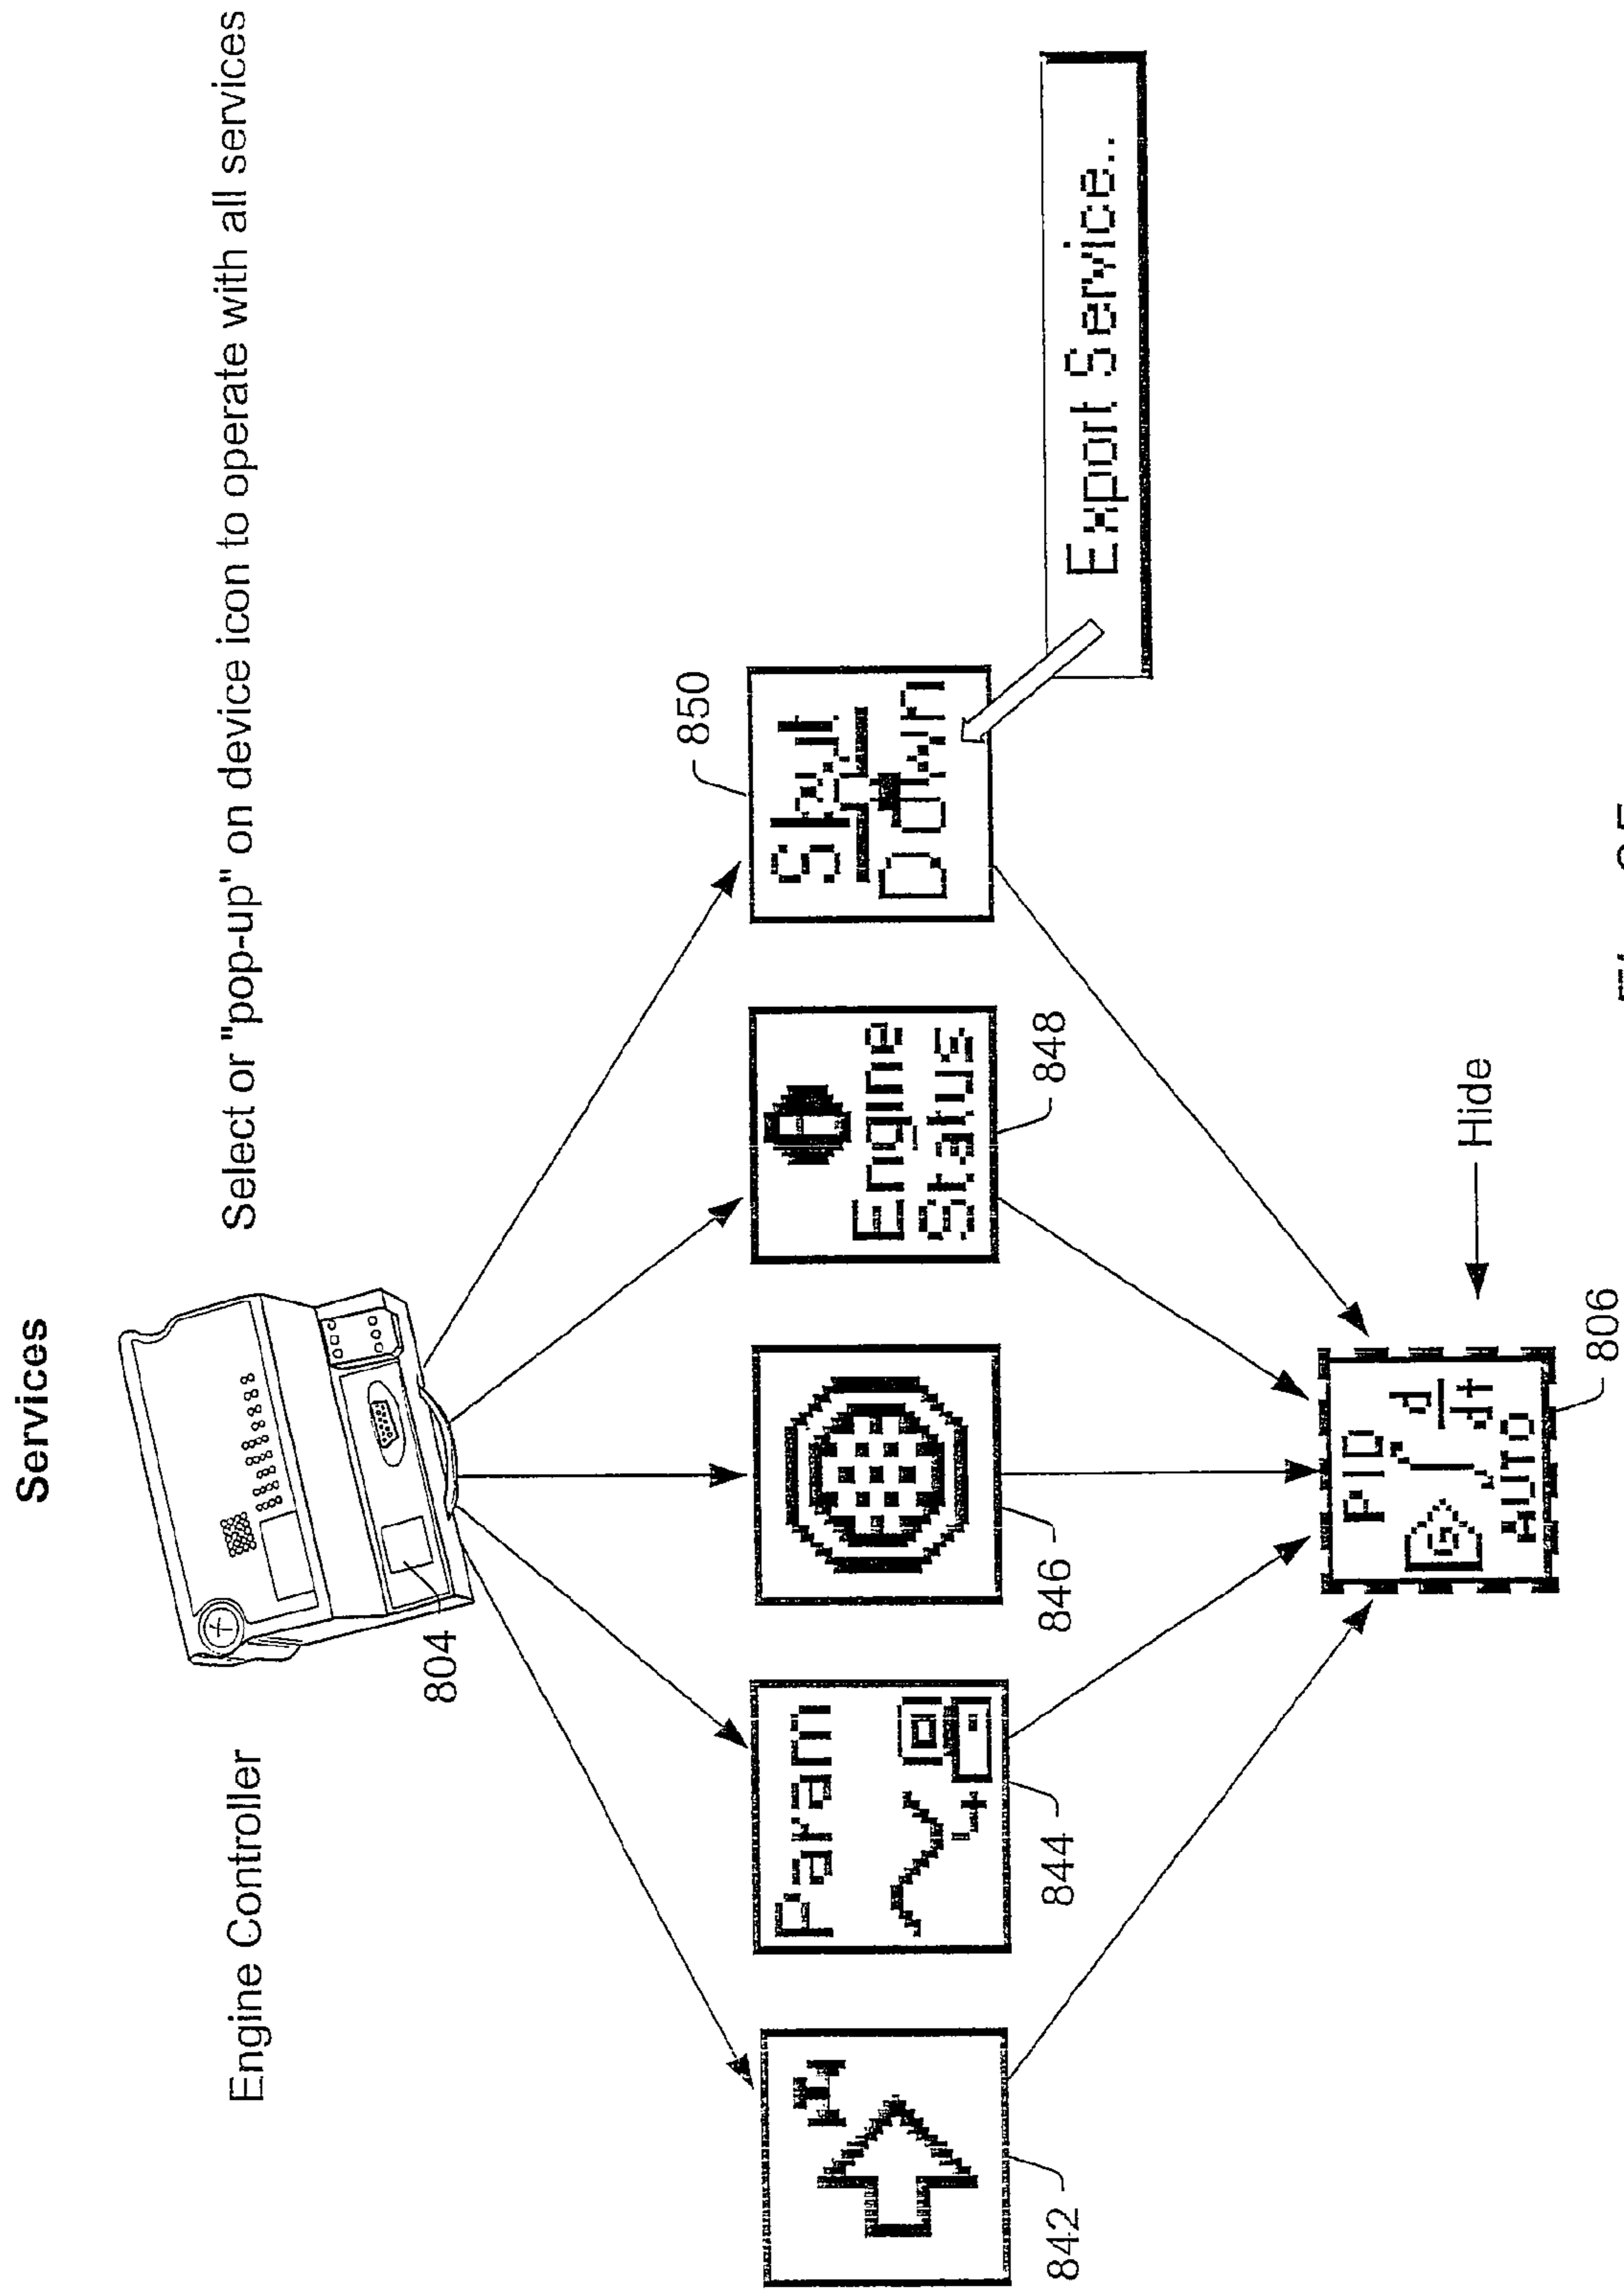 Services
Engine Controller
Select or "pop-up" on device icon to operate with all services
804
850
Param
Engine
Status
Shut
Down
842
844
846
848
Export Service..
PID
d
dt
AUTO
Hide
806